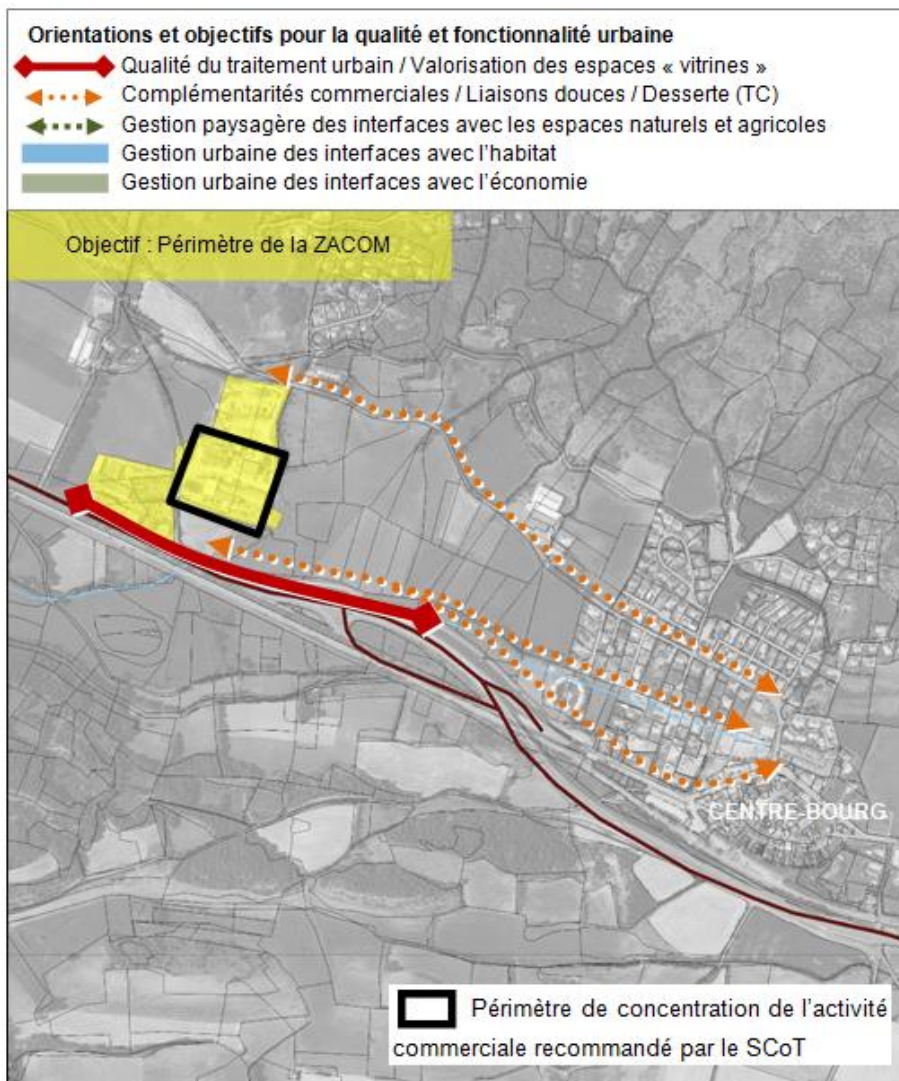 Orientations et objectifs pour la qualité et fonctionnalité urbaine
Qualité du traitement urbain / Valorisation des espaces « vitrines »
Complémentarités commerciales / Liaisons douces / Desserte (TC)
Gestion paysagère des interfaces avec les espaces naturels et agricoles
Gestion urbaine des interfaces avec l’habitat
Gestion urbaine des interfaces avec l’économie
Objectif : Périmètre de la ZACOM
CENTRE-BOURG
Périmètre de concentration de l’activité
commerciale recommandé par le SCoT